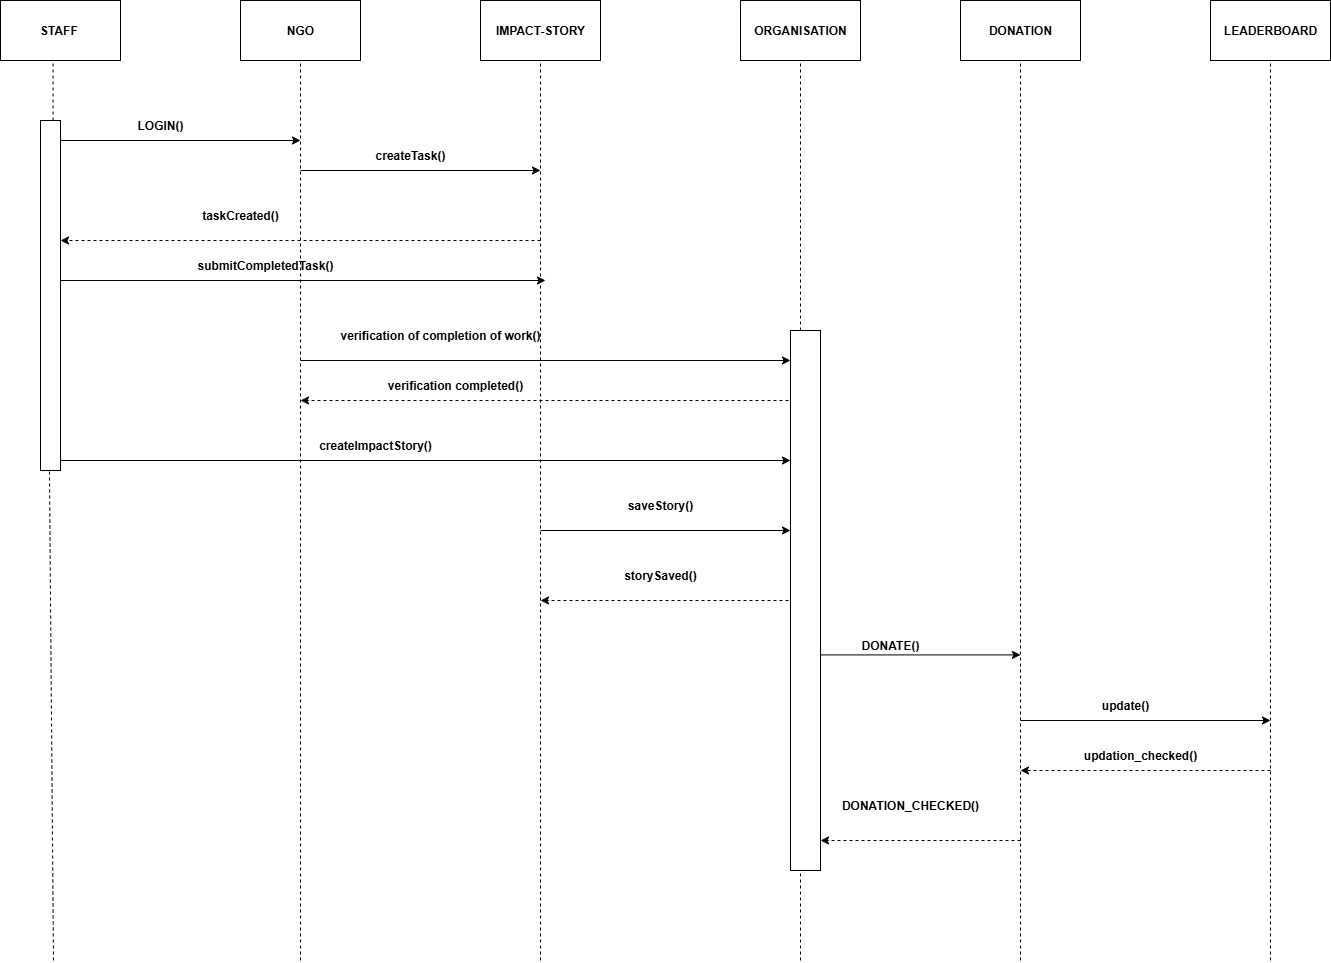 STAFF
NGO
IMPACT-STORY
ORGANISATION
DONATION
LEADERBOARD
LOGIN()
createTask()
taskCreated()
submitCompletedTask()
verification of completion of work()
verification completed()
createImpactStory()
saveStory()
storySaved()
DONATE()
update()
updation_checked()
DONATION_CHECKED()